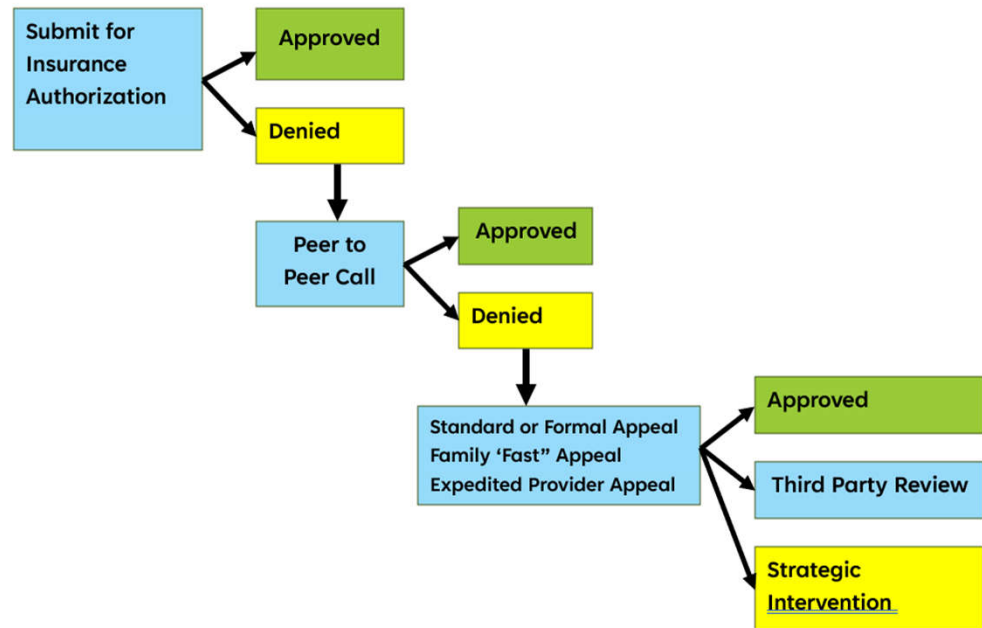 Submit for
Insurance
Authorization
Approved
Denied
Peer to
Peer Call
Approved
Denied
Standard or Formal Appeal
Family ‘Fast” Appeal
Expedited Provider Appeal
Approved
Third Party Review
Strategic
Intervention